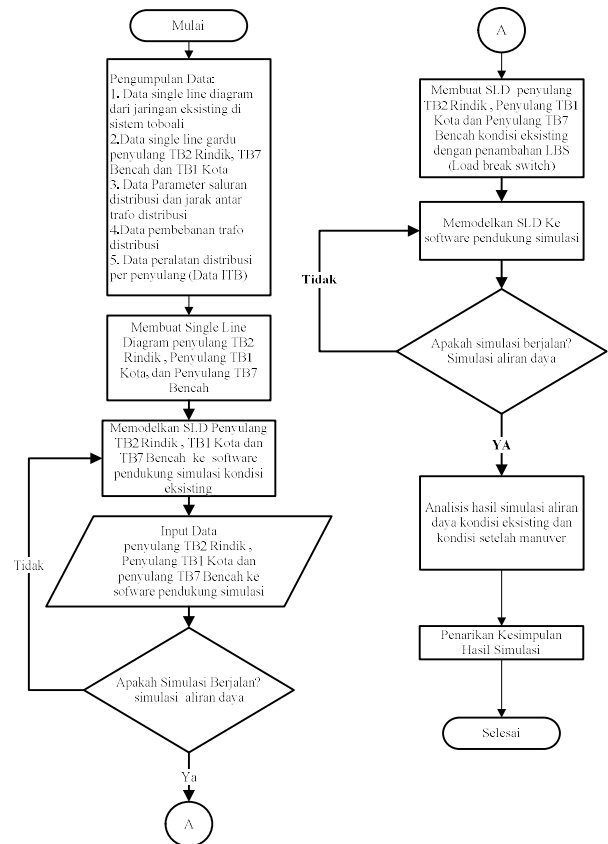 Mulai
Pengumpulan Data:
1. Data single line diagram
dari jaringan eksisting di
sistem toboali
2.Data single line gardu
penyulang TB2 Rindik, TB7
Bencah dan TB1 Kota
3. Data Parameter saluran
distribusi dan jarak antar
trafo distribusi
4.Data pembebanan trafo
distribusi
5. Data peralatan distribusi
per penyulang (Data ITB)
Membuat Single Line
Diagram penyulang TB2
Rindik , Penyulang TB1
Kota, dan Penyulang TB7
Bencah
Memodelkan SLD Penyulang
TB2 Rindik , TB1 Kota dan
TB7 Bencah ke software
pendukung simulasi kondisi
eksisting
Input Data
penyulang TB2 Rindik ,
Penyulang TB1 Kota dan
penyulang TB7 Bencah ke
sofware pendukung simulasi
Tidak
Apakah Simulasi Berjalan?
simulasi aliran daya
Ya
A
A
Membuat SLD penyulang
TB2 Rindik , Penyulang TB1
Kota dan Penyulang TB7
Bencah kondisi eksisting
dengan penambahan LBS
(Load break switch)
Memodelkan SLD Ke
software pendukung simulasi
Tidak
Apakah simulasi berjalan?
Simulasi aliran daya
YA
Analisis hasil simulasi aliran
daya kondisi eksisting dan
kondisi setelah manuver
Penarikan Kesimpulan
Hasil Simulasi
Selesai